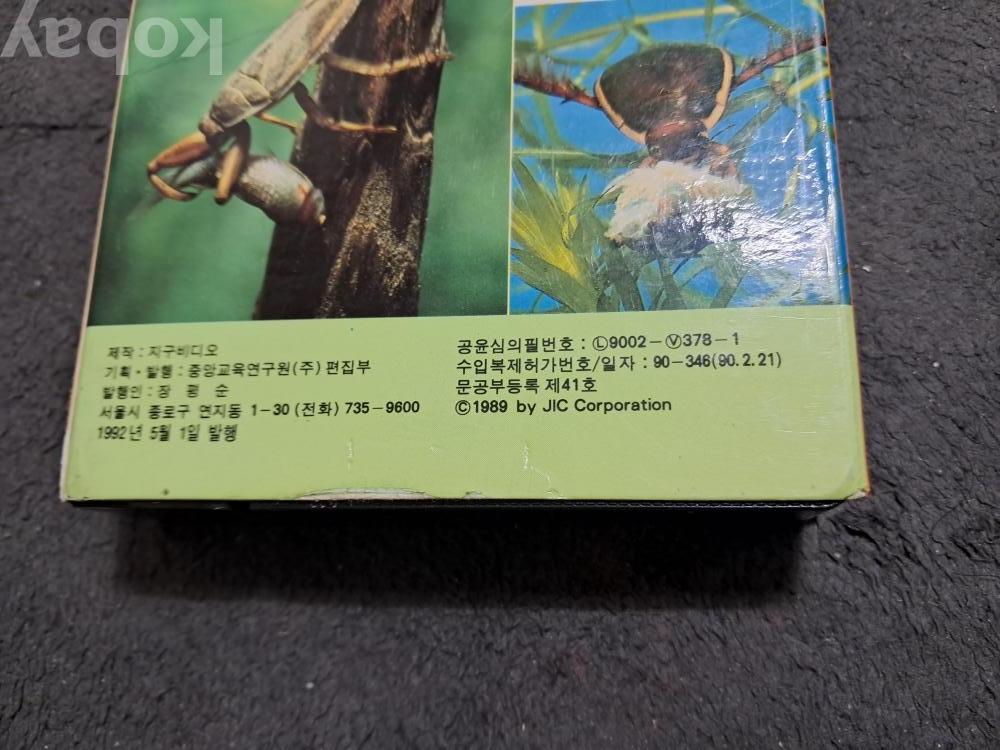 kobay
제작 : 지구비디오
기획·발행 : 중앙교육연구원(주) 편집부
발행인 : 장 평 순
서울시 종로구 연지동 1-30 (전화) 735-9600
1992년 5월 1일 발행
공윤심의필번호 : Ⓛ9002-Ⓥ378-1
수입복제허가번호/일자 : 90-346(90.2.21)
문공부등록 제41호
©1989 by JIC Corporation